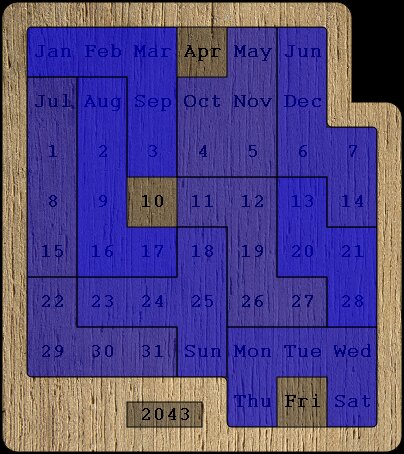 Jan Feb Mar Apr May Jun
Jul Aug Sep Oct Nov Dec
1 2 3 4 5 6 7
8 9 10 11 12 13 14
15 16 17 18 19 20 21
22 23 24 25 26 27 28
29 30 31 Sun Mon Tue Wed
Thu Fri Sat
2043